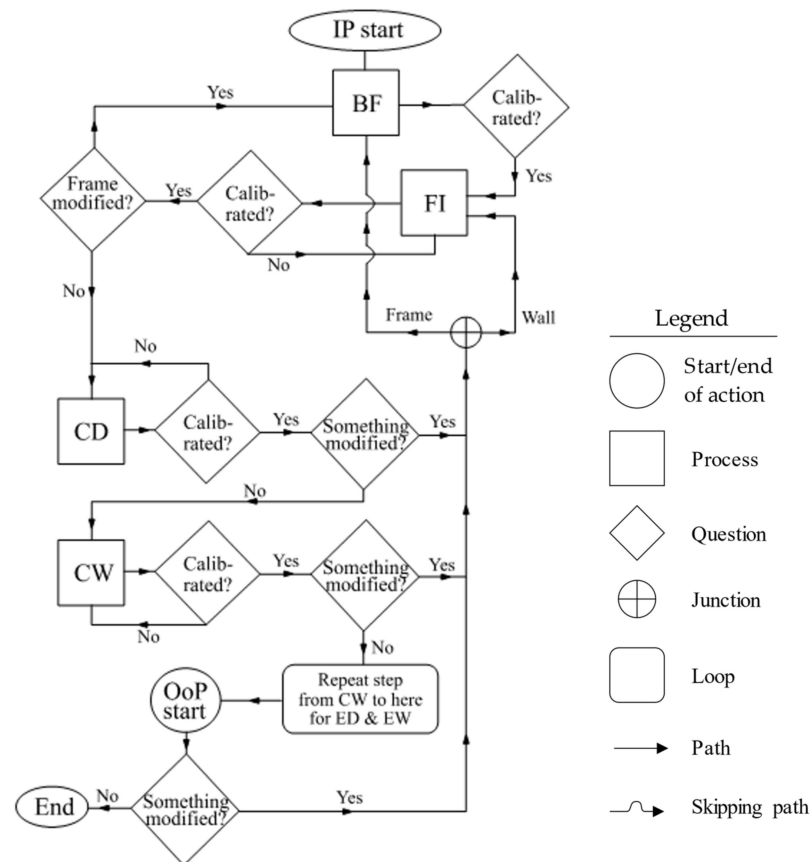 IP start
Yes
BF
Calib-
rated?
Yes
Frame
modified?
Yes
Calib-
rated?
FI
No
No
Frame
Wall
No
CD
Calib-
rated?
Yes
Something
modified?
Yes
No
CW
Calib-
rated?
Yes
Something
modified?
Yes
No
No
OoP
start
Repeat step
from CW to here
for ED & EW
End
No
Something
modified?
Yes
Legend
Start/end
of action
Process
Question
Junction
Loop
Path
Skipping path